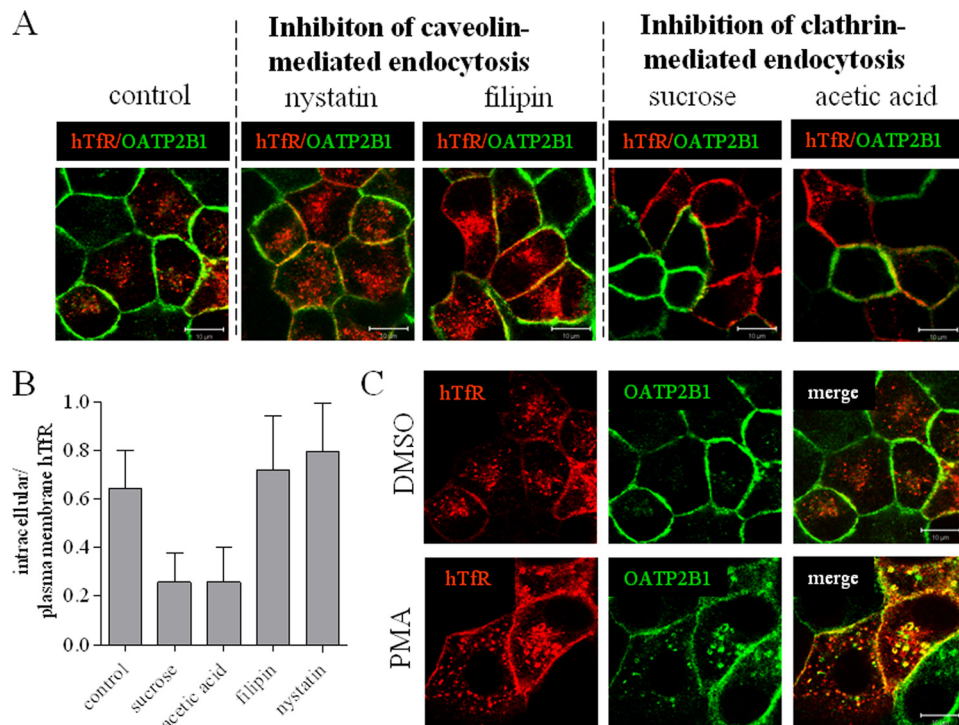 A
Inhibiton of caveolin-
mediated endocytosis
Inhibition of clathrin-
mediated endocytosis
control
nystatin
filipin
sucrose
acetic acid
hTfR/OATP2B1
hTfR/OATP2B1
hTfR/OATP2B1
hTfR/OATP2B1
hTfR/OATP2B1
10 µm
10 µm
10 µm
10 µm
10 µm
B
intracellular/
plasma membrane hTfR
1.0
0.8
0.6
0.4
0.2
0.0
control
sucrose
acetic acid
filipin
nystatin
C
DMSO
hTfR
OATP2B1
merge
10 µm
PMA
hTfR
OATP2B1
merge